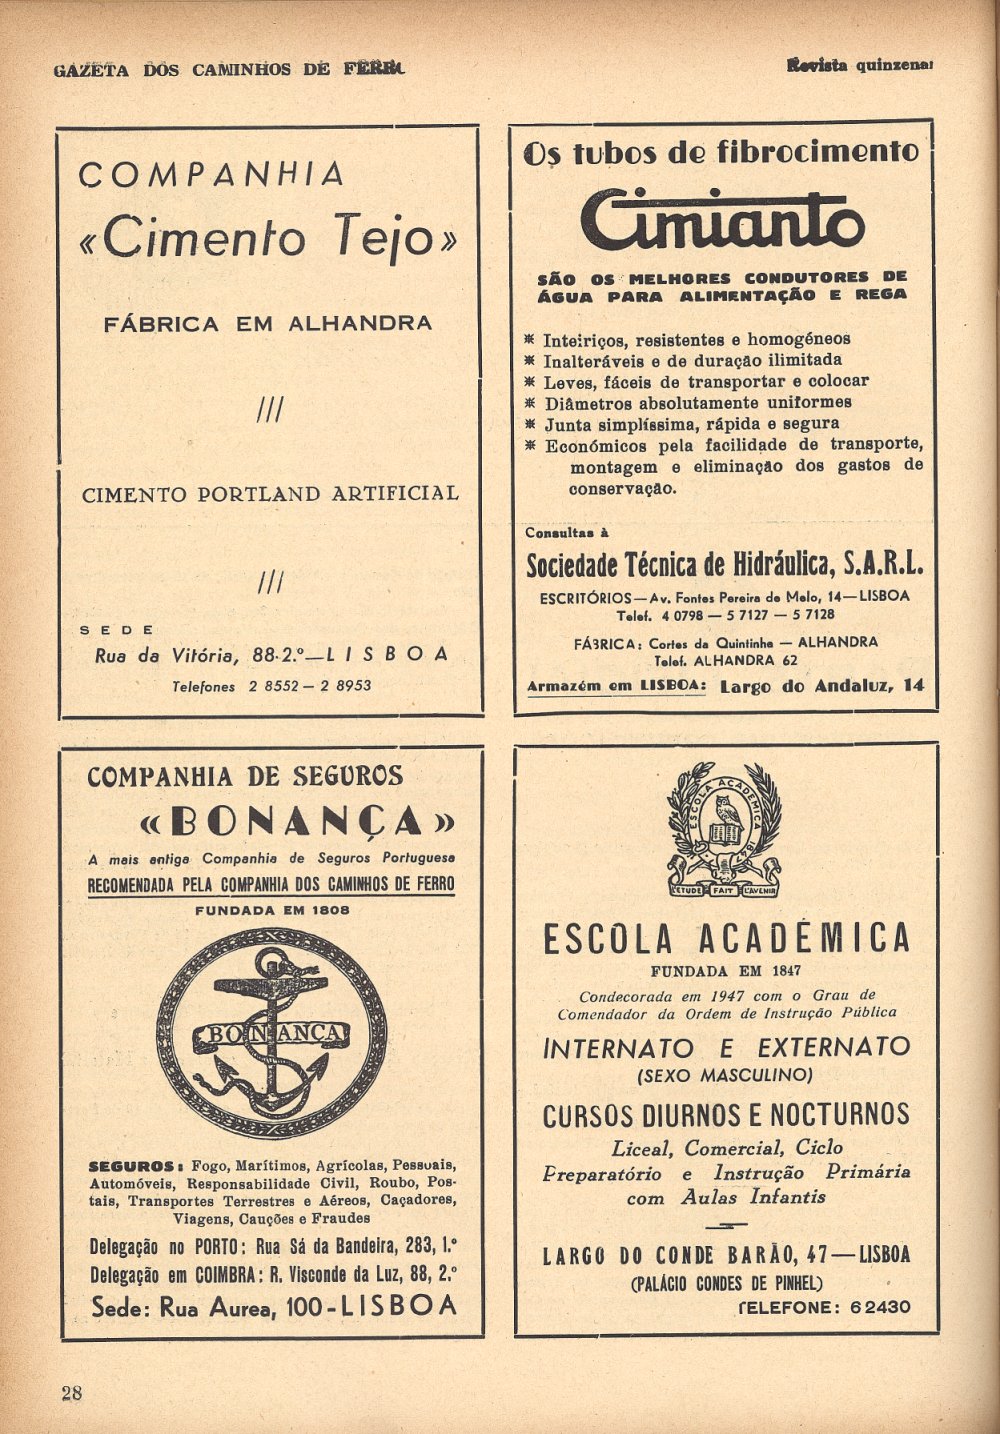 GAZETA DOS CAMINHOS DE FERRO
Revista quinzenal
COMPANHIA
«Cimento Tejo»
FÁBRICA EM ALHANDRA
///
CIMENTO PORTLAND ARTIFICIAL
///
SEDE
Rua da Vitória, 88-2.º—LISBOA
Telefones 2 8552 — 2 8953
Os tubos de fibrocimento
Cimianto
SÃO OS MELHORES CONDUTORES DE
ÁGUA PARA ALIMENTAÇÃO E REGA
* Inteiriços, resistentes e homogéneos
* Inalteráveis e de duração ilimitada
* Leves, fáceis de transportar e colocar
* Diâmetros absolutamente uniformes
* Junta simplíssima, rápida e segura
* Económicos pela facilidade de transporte,
montagem e eliminação dos gastos de
conservação.
Consultas à
Sociedade Técnica de Hidráulica, S.A.R.L.
ESCRITÓRIOS—Av. Fontes Pereira de Melo, 14—LISBOA
Telef. 4 0798 — 5 7127 — 5 7128
FÁBRICA: Cortes da Quintinha — ALHANDRA
Telef. ALHANDRA 62
Armazém em LISBOA: Largo do Andaluz, 14
COMPANHIA DE SEGUROS
«BONANÇA»
A mais antiga Companhia de Seguros Portuguesa
RECOMENDADA PELA COMPANHIA DOS CAMINHOS DE FERRO
FUNDADA EM 1808
BONANÇA
SEGUROS: Fogo, Marítimos, Agrícolas, Pessoais,
Automóveis, Responsabilidade Civil, Roubo, Pos-
tais, Transportes Terrestres e Aéreos, Caçadores,
Viagens, Cauções e Fraudes
Delegação no PORTO: Rua Sá da Bandeira, 283, 1.º
Delegação em COIMBRA: R. Visconde da Luz, 88, 2.º
Sede: Rua Aurea, 100-LISBOA
ESCOLA ACADEMICA 1847
L'ETUDE FAIT L'AVENIR
ESCOLA ACADÉMICA
FUNDADA EM 1847
Condecorada em 1947 com o Grau de
Comendador da Ordem de Instrução Pública
INTERNATO E EXTERNATO
(SEXO MASCULINO)
CURSOS DIURNOS E NOCTURNOS
Liceal, Comercial, Ciclo
Preparatório e Instrução Primária
com Aulas Infantis
LARGO DO CONDE BARÃO, 47—LISBOA
(PALÁCIO CONDES DE PINHEL)
TELEFONE: 62430
28